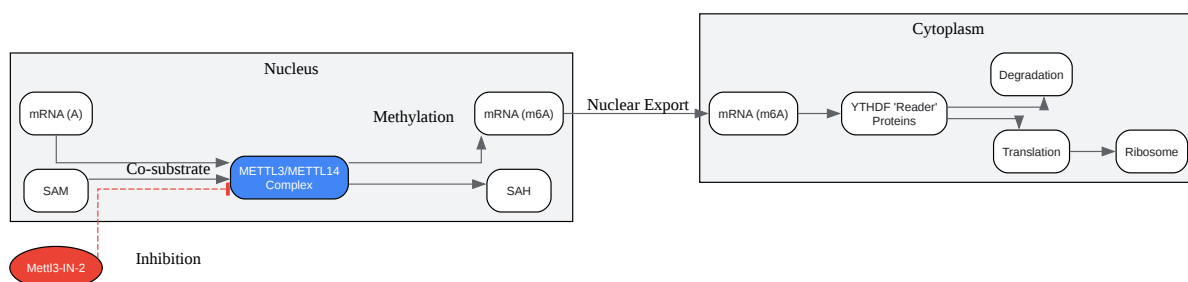 Cytoplasm
Nucleus
Degradation
mRNA (A)
Methylation
mRNA (m6A)
Nuclear Export
mRNA (m6A)
YTHDF 'Reader'
Proteins
Translation
Ribosome
Co-substrate
METTL3/METTL14
Complex
SAM
SAH
Inhibition
Mettl3-IN-2